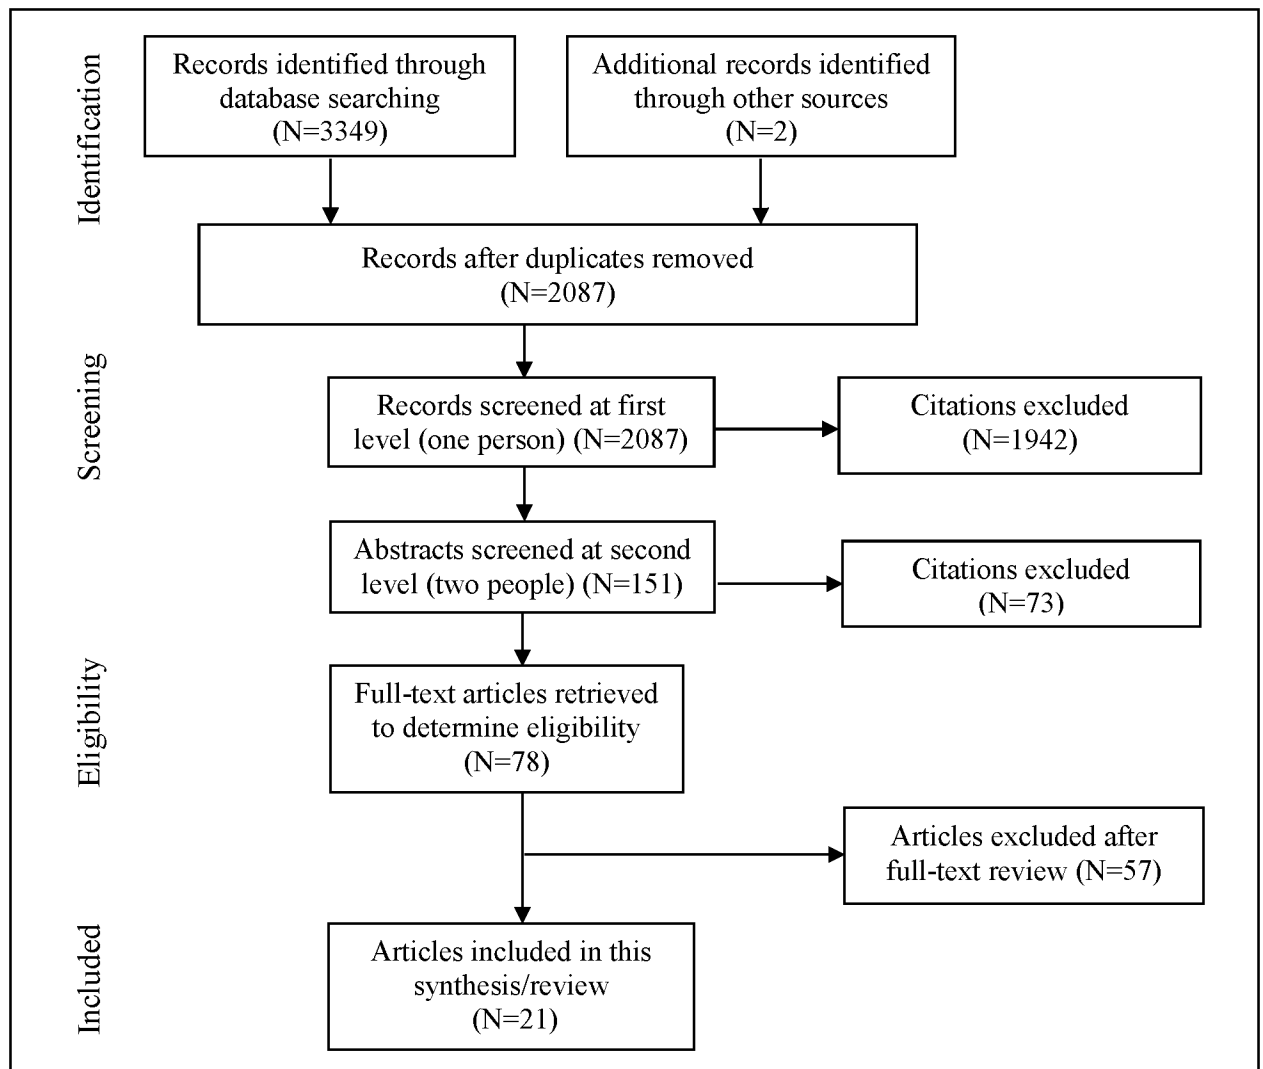 Identification
Records identified through
database searching
(N=3349)
Additional records identified
through other sources
(N=2)
Records after duplicates removed
(N=2087)
Screening
Records screened at first
level (one person) (N=2087)
Citations excluded
(N=1942)
Abstracts screened at second
level (two people) (N=151)
Citations excluded
(N=73)
Eligibility
Full-text articles retrieved
to determine eligibility
(N=78)
Articles excluded after
full-text review (N=57)
Included
Articles included in this
synthesis/review
(N=21)